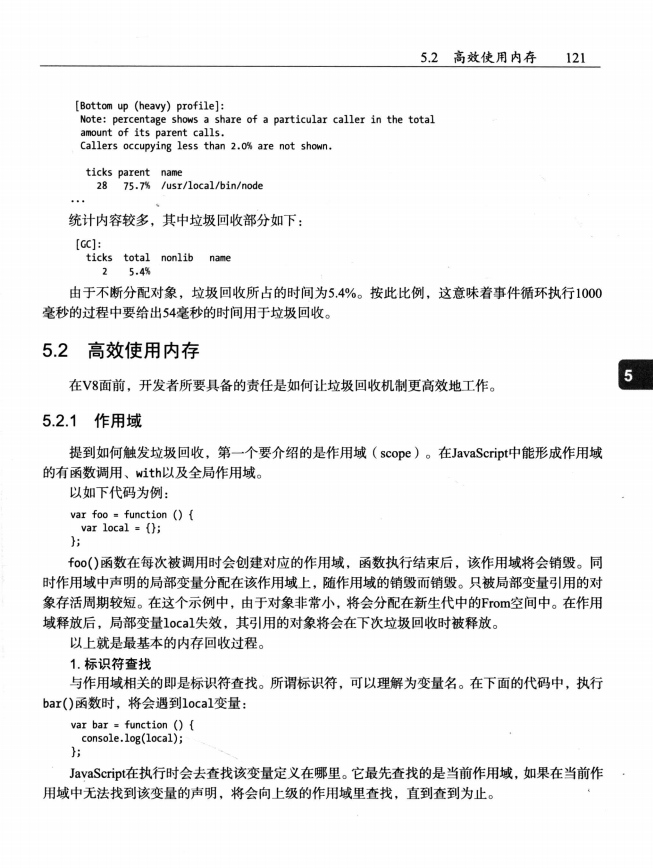 5.2 高效使用内存 121
[Bottom up (heavy) profile]:
Note: percentage shows a share of a particular caller in the total
amount of its parent calls.
Callers occupying less than 2.0% are not shown.
ticks parent name
28 75.7% /usr/local/bin/node
...
统计内容较多，其中垃圾回收部分如下：
[GC]:
ticks total nonlib name
2 5.4%
由于不断分配对象，垃圾回收所占的时间为5.4%。按此比例，这意味着事件循环执行1000
毫秒的过程中要给出54毫秒的时间用于垃圾回收。
5.2 高效使用内存
在V8面前，开发者所要具备的责任是如何让垃圾回收机制更高效地工作。
5
5.2.1 作用域
提到如何触发垃圾回收，第一个要介绍的是作用域（scope）。在JavaScript中能形成作用域
的有函数调用、with以及全局作用域。
以如下代码为例：
var foo = function () {
var local = {};
};
foo()函数在每次被调用时会创建对应的作用域，函数执行结束后，该作用域将会销毁。同
时作用域中声明的局部变量分配在该作用域上，随作用域的销毁而销毁。只被局部变量引用的对
象存活周期较短。在这个示例中，由于对象非常小，将会分配在新生代中的From空间中。在作用
域释放后，局部变量local失效，其引用的对象将会在下次垃圾回收时被释放。
以上就是最基本的内存回收过程。
1. 标识符查找
与作用域相关的即是标识符查找。所谓标识符，可以理解为变量名。在下面的代码中，执行
bar()函数时，将会遇到local变量：
var bar = function () {
console.log(local);
};
JavaScript在执行时会去查找该变量定义在哪里。它最先查找的是当前作用域，如果在当前作
用域中无法找到该变量的声明，将会向上级的作用域里查找，直到查到为止。